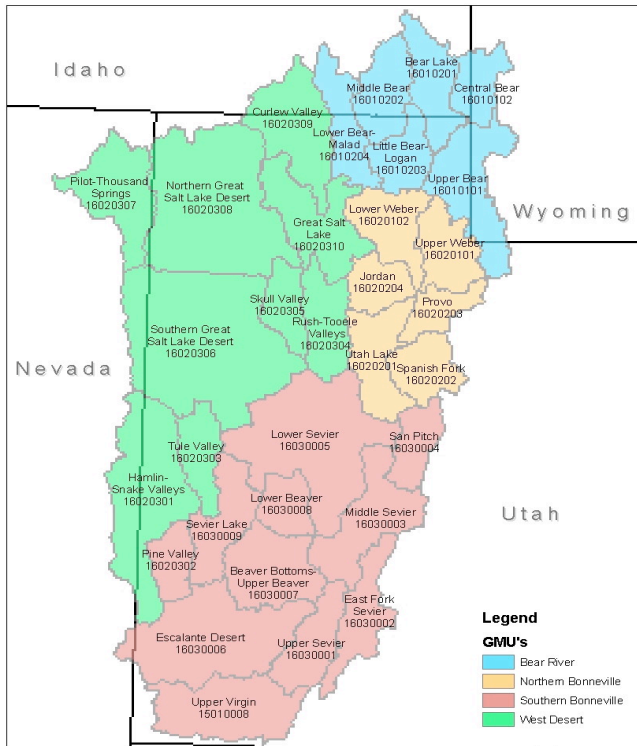 Idaho
Bear Lake
16010201
Middle Bear
16010202
Central Bear
16010102
Curlew Valley
16020309
Lower Bear-
Malad
16010204
Little Bear-
Logan
16010203
Upper Bear
16010101
Pilot-Thousand
Springs
16020307
Northern Great
Salt Lake Desert
16020308
Wyoming
Lower Weber
16020102
Great Salt
Lake
16020310
Upper Weber
16020101
Jordan
16020204
Skull Valley
16020305
Provo
16020203
Rush-Tooele
Valleys
16020304
Southern Great
Salt Lake Desert
16020306
Utah Lake
16020201
Spanish Fork
16020202
Nevada
Lower Sevier
16030005
San Pitch
16030004
Tule Valley
16020303
Hamlin-
Snake Valleys
16020301
Lower Beaver
16030008
Middle Sevier
16030003
Utah
Sevier Lake
16030009
Pine Valley
16020302
Beaver Bottoms-
Upper Beaver
16030007
East Fork
Sevier
16030002
Escalante Desert
16030006
Upper Sevier
16030001
Upper Virgin
15010008
Legend
GMU's
Bear River
Northern Bonneville
Southern Bonneville
West Desert